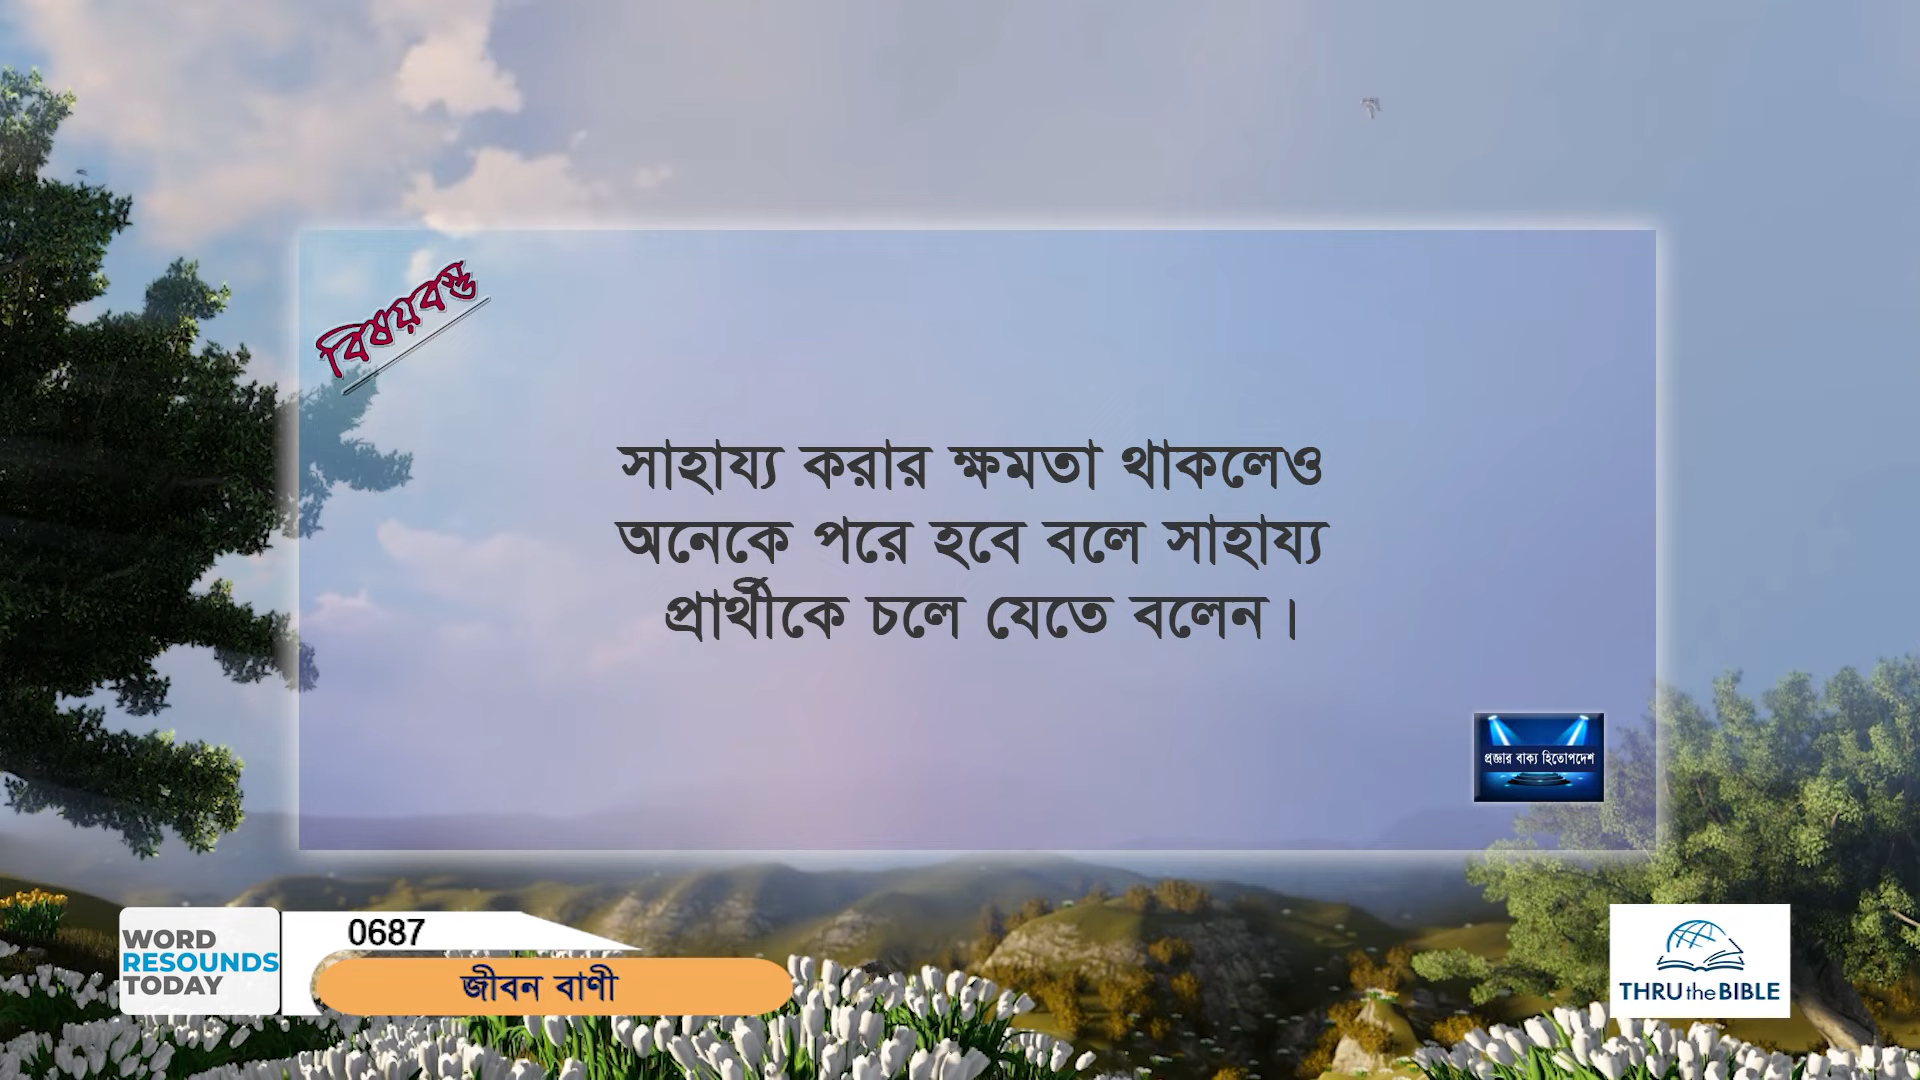 বিষয়বস্তু
সাহায্য করার ক্ষমতা থাকলেও
অনেকে পরে হবে বলে সাহায্য
প্রার্থীকে চলে যেতে বলেন।
প্রজ্ঞার বাক্য হিতোপদেশ
WORD
RESOUNDS
TODAY
0687
জীবন বাণী
THRU the BIBLE